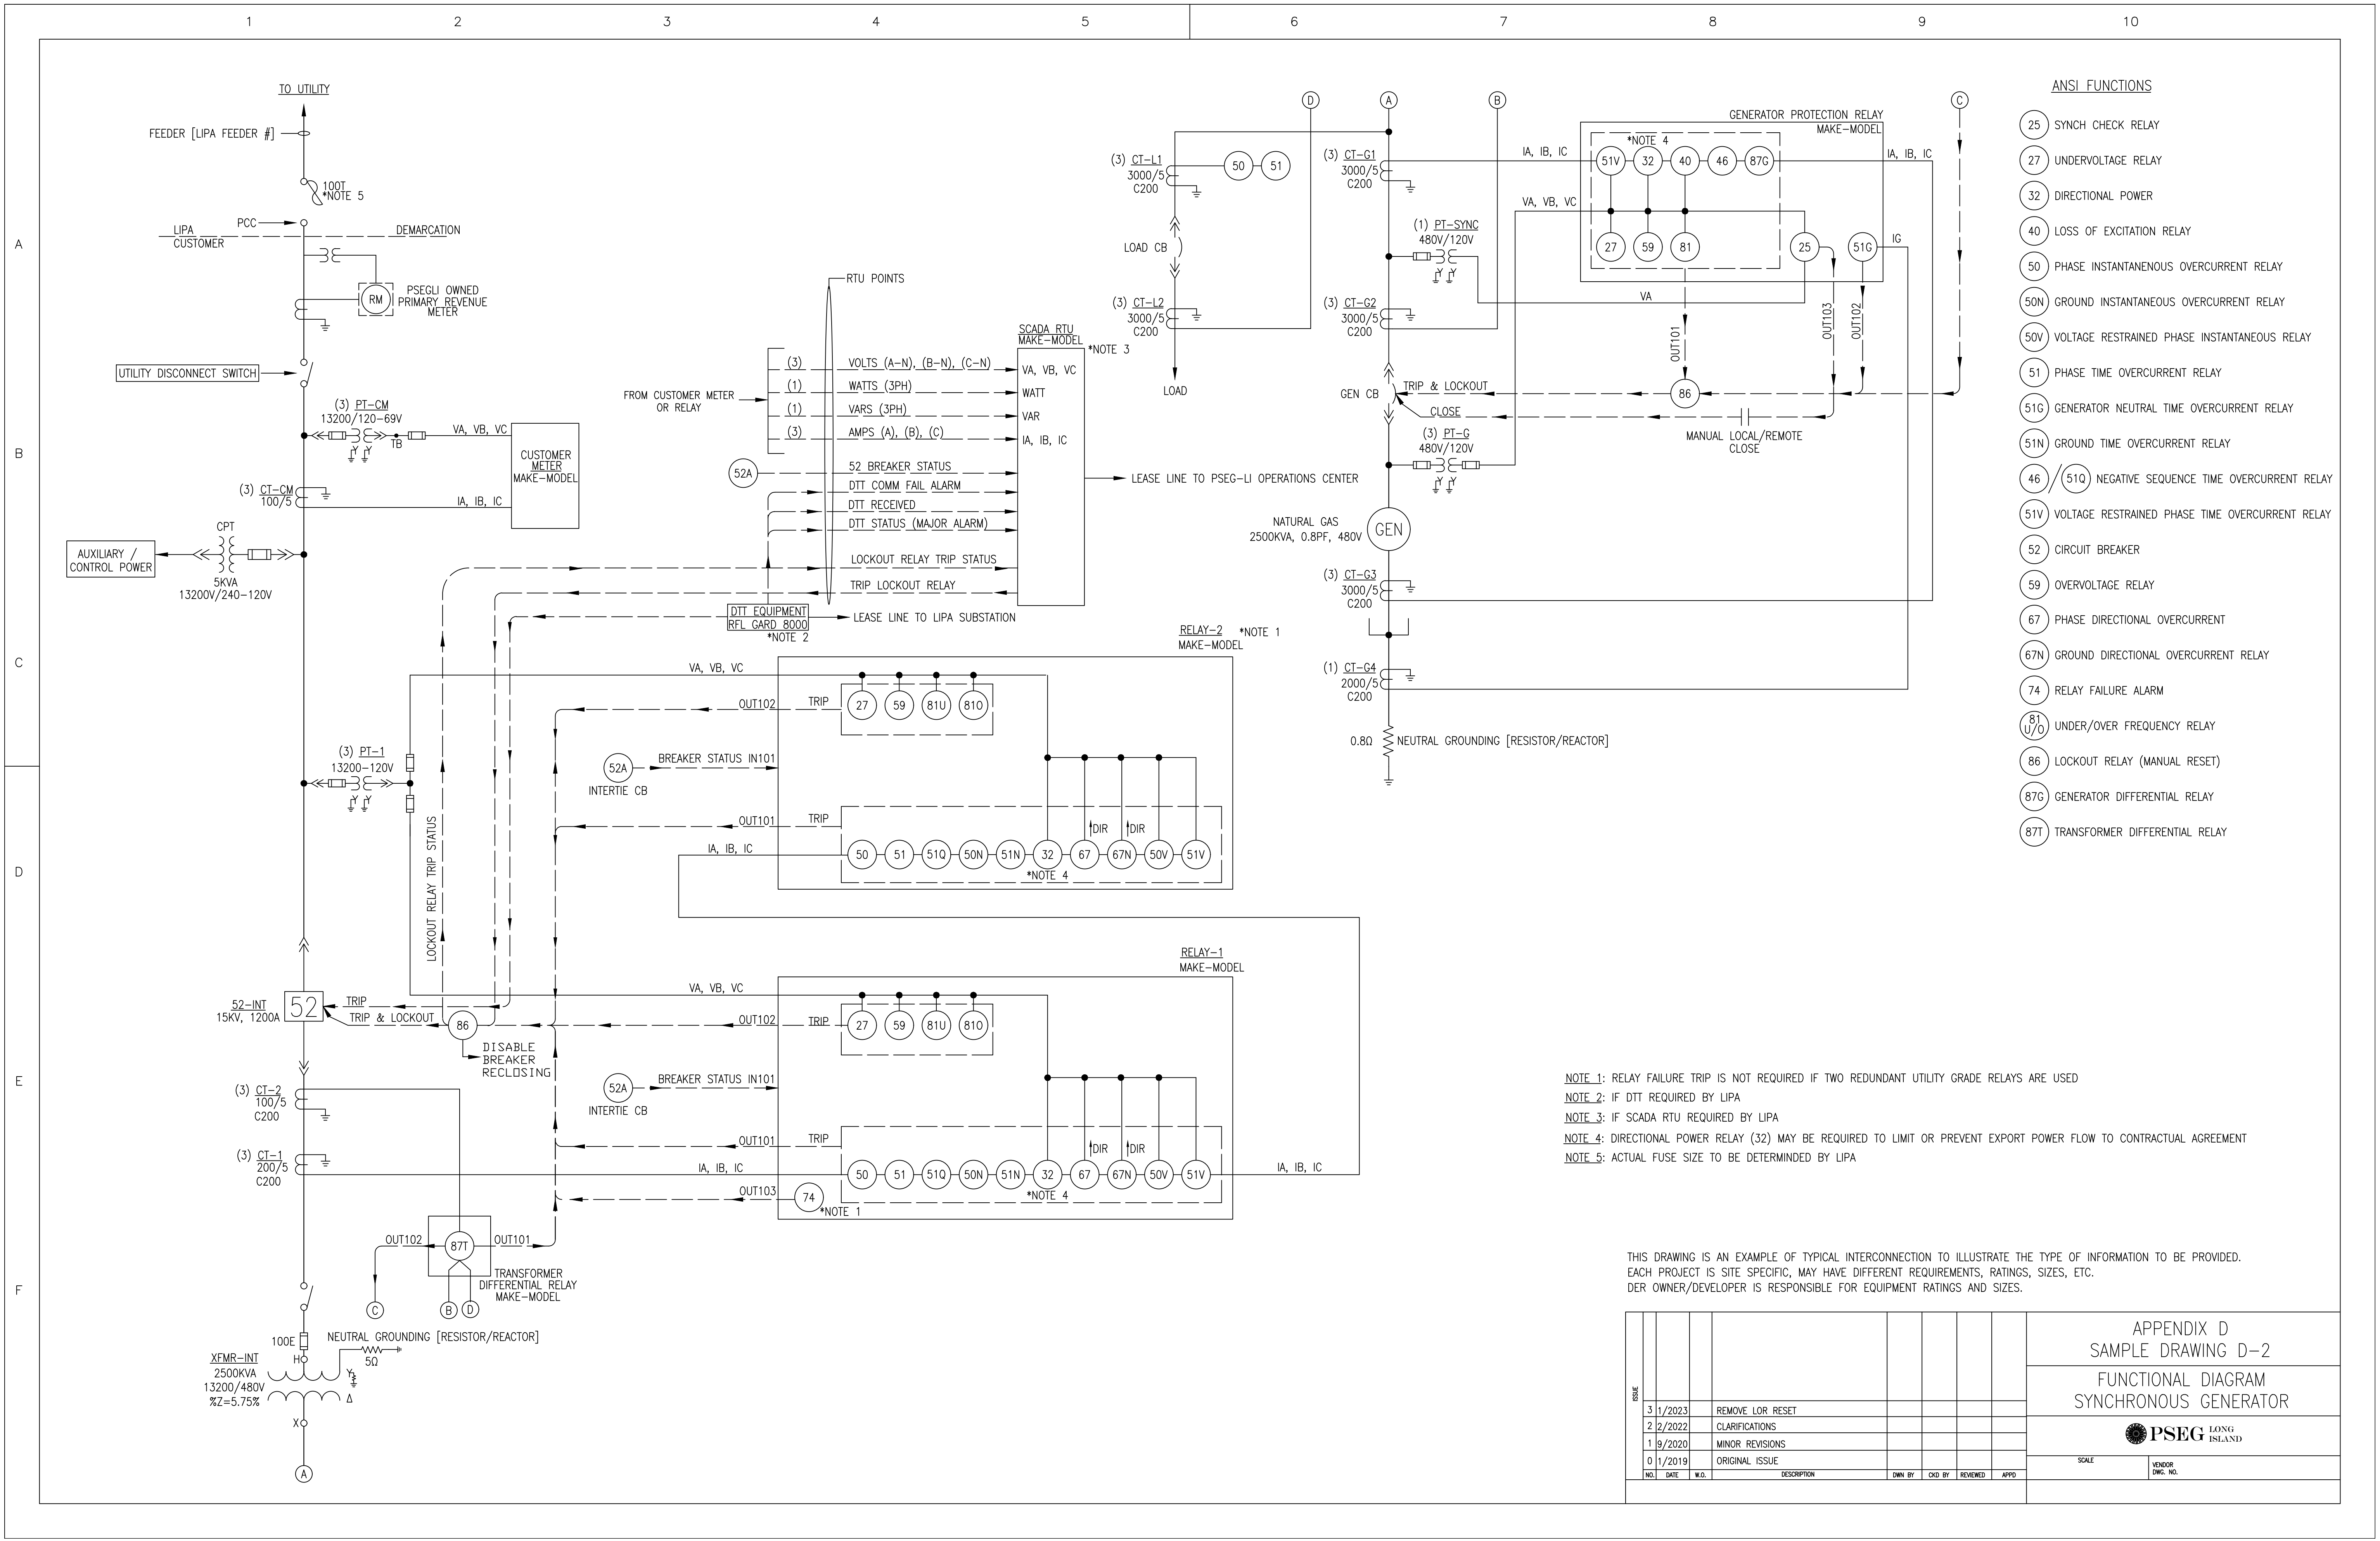 1 2 3 4 5 6 7 8 9 10
A
B
C
D
E
F
TO UTILITY
FEEDER [LIPA FEEDER #]
100T
*NOTE 5
PCC
LIPA DEMARCATION
CUSTOMER
RM
PSEGLI OWNED
PRIMARY REVENUE
METER
UTILITY DISCONNECT SWITCH
(3) PT-CM
13200/120-69V
TB
VA, VB, VC
CUSTOMER
METER
MAKE-MODEL
(3) CT-CM
100/5
IA, IB, IC
CPT
AUXILIARY /
CONTROL POWER
5KVA
13200V/240-120V
(3) PT-1
13200-120V
LOCKOUT RELAY TRIP STATUS
52-INT
15KV, 1200A
52
TRIP
TRIP & LOCKOUT
86
DISABLE
BREAKER
RECLOSING
(3) CT-2
100/5
C200
(3) CT-1
200/5
C200
OUT102
87T
OUT101
TRANSFORMER
DIFFERENTIAL RELAY
MAKE-MODEL
C
B
D
100E
NEUTRAL GROUNDING [RESISTOR/REACTOR]
5Ω
XFMR-INT
2500KVA
13200/480V
%Z=5.75%
H
Y
Δ
X
A
RTU POINTS
SCADA RTU
MAKE-MODEL
*NOTE 3
FROM CUSTOMER METER
OR RELAY
(3) VOLTS (A-N), (B-N), (C-N) VA, VB, VC
(1) WATTS (3PH) WATT
(1) VARS (3PH) VAR
(3) AMPS (A), (B), (C) IA, IB, IC
52A
52 BREAKER STATUS
DTT COMM FAIL ALARM
DTT RECEIVED
DTT STATUS (MAJOR ALARM)
LOCKOUT RELAY TRIP STATUS
TRIP LOCKOUT RELAY
LEASE LINE TO PSEG-LI OPERATIONS CENTER
DTT EQUIPMENT
RFL GARD 8000
*NOTE 2
LEASE LINE TO LIPA SUBSTATION
RELAY-2 *NOTE 1
MAKE-MODEL
VA, VB, VC
OUT102 TRIP
27 59 81U 81O
52A
INTERTIE CB
BREAKER STATUS IN101
OUT101 TRIP
DIR DIR
IA, IB, IC
50 51 51Q 50N 51N 32 67 67N 50V 51V
*NOTE 4
RELAY-1
MAKE-MODEL
VA, VB, VC
OUT102 TRIP
27 59 81U 81O
52A
INTERTIE CB
BREAKER STATUS IN101
OUT101 TRIP
DIR DIR
IA, IB, IC
50 51 51Q 50N 51N 32 67 67N 50V 51V
IA, IB, IC
*NOTE 4
OUT103
74
*NOTE 1
D A B C
(3) CT-L1
3000/5
C200
50 51
LOAD CB
(3) CT-L2
3000/5
C200
LOAD
(3) CT-G1
3000/5
C200
IA, IB, IC
GENERATOR PROTECTION RELAY
MAKE-MODEL
*NOTE 4
51V 32 40 46 87G
IA, IB, IC
VA, VB, VC
(1) PT-SYNC
480V/120V
27 59 81 25 51G
IG
VA
(3) CT-G2
3000/5
C200
OUT101
OUT103
OUT102
GEN CB
TRIP & LOCKOUT
86
CLOSE
MANUAL LOCAL/REMOTE
CLOSE
(3) PT-G
480V/120V
NATURAL GAS
2500KVA, 0.8PF, 480V
GEN
(3) CT-G3
3000/5
C200
(1) CT-G4
2000/5
C200
0.8Ω
NEUTRAL GROUNDING [RESISTOR/REACTOR]
ANSI FUNCTIONS
25 SYNCH CHECK RELAY
27 UNDERVOLTAGE RELAY
32 DIRECTIONAL POWER
40 LOSS OF EXCITATION RELAY
50 PHASE INSTANTANENOUS OVERCURRENT RELAY
50N GROUND INSTANTANEOUS OVERCURRENT RELAY
50V VOLTAGE RESTRAINED PHASE INSTANTANEOUS RELAY
51 PHASE TIME OVERCURRENT RELAY
51G GENERATOR NEUTRAL TIME OVERCURRENT RELAY
51N GROUND TIME OVERCURRENT RELAY
46 / 51Q NEGATIVE SEQUENCE TIME OVERCURRENT RELAY
51V VOLTAGE RESTRAINED PHASE TIME OVERCURRENT RELAY
52 CIRCUIT BREAKER
59 OVERVOLTAGE RELAY
67 PHASE DIRECTIONAL OVERCURRENT
67N GROUND DIRECTIONAL OVERCURRENT RELAY
74 RELAY FAILURE ALARM
81 U/O UNDER/OVER FREQUENCY RELAY
86 LOCKOUT RELAY (MANUAL RESET)
87G GENERATOR DIFFERENTIAL RELAY
87T TRANSFORMER DIFFERENTIAL RELAY
NOTE 1: RELAY FAILURE TRIP IS NOT REQUIRED IF TWO REDUNDANT UTILITY GRADE RELAYS ARE USED
NOTE 2: IF DTT REQUIRED BY LIPA
NOTE 3: IF SCADA RTU REQUIRED BY LIPA
NOTE 4: DIRECTIONAL POWER RELAY (32) MAY BE REQUIRED TO LIMIT OR PREVENT EXPORT POWER FLOW TO CONTRACTUAL AGREEMENT
NOTE 5: ACTUAL FUSE SIZE TO BE DETERMINDED BY LIPA
THIS DRAWING IS AN EXAMPLE OF TYPICAL INTERCONNECTION TO ILLUSTRATE THE TYPE OF INFORMATION TO BE PROVIDED.
EACH PROJECT IS SITE SPECIFIC, MAY HAVE DIFFERENT REQUIREMENTS, RATINGS, SIZES, ETC.
DER OWNER/DEVELOPER IS RESPONSIBLE FOR EQUIPMENT RATINGS AND SIZES.
ISSUE
3 1/2023 REMOVE LOR RESET
2 2/2022 CLARIFICATIONS
1 9/2020 MINOR REVISIONS
0 1/2019 ORIGINAL ISSUE
NO. DATE W.O. DESCRIPTION DWN BY CKD BY REVIEWED APPD
APPENDIX D
SAMPLE DRAWING D-2
FUNCTIONAL DIAGRAM
SYNCHRONOUS GENERATOR
PSEG LONG ISLAND
SCALE
VENDOR
DWG. NO.